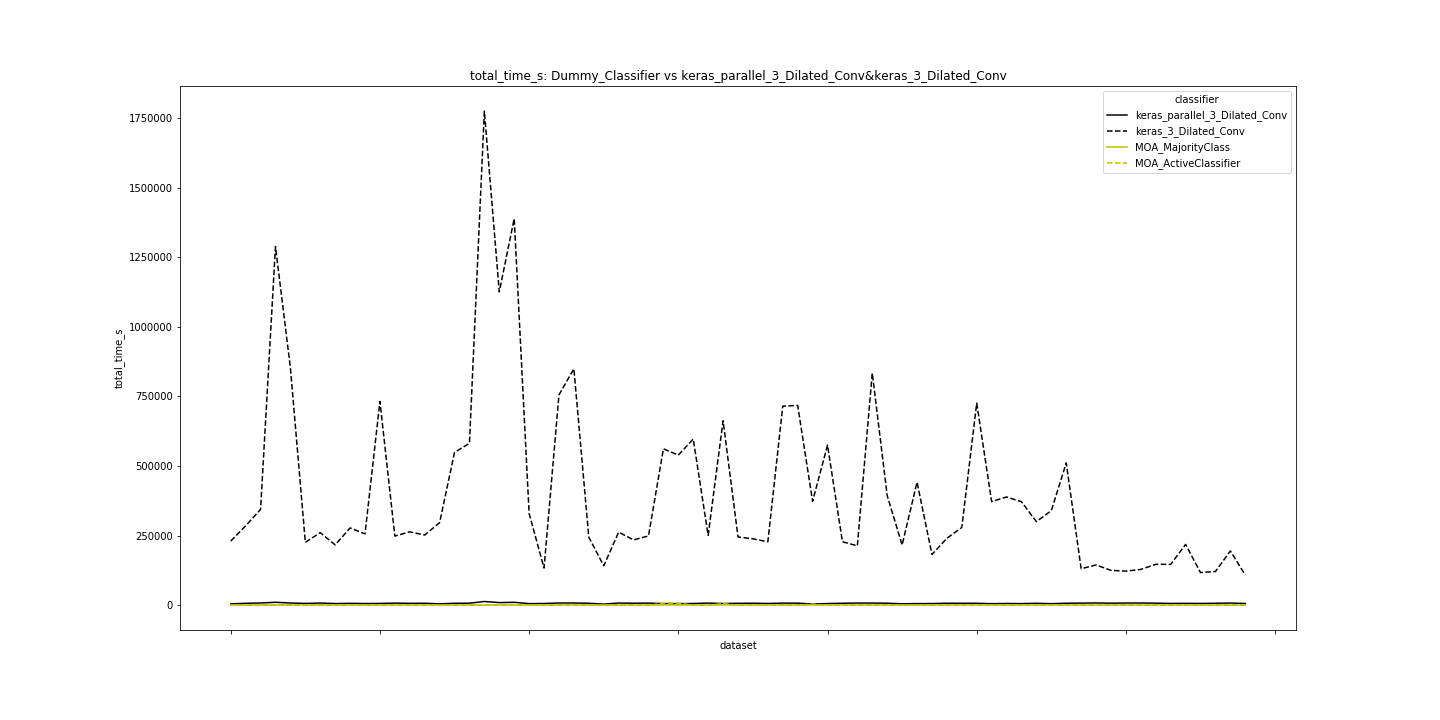 total_time_s: Dummy_Classifier vs keras_parallel_3_Dilated_Conv&keras_3_Dilated_Conv
classifier
keras_parallel_3_Dilated_Conv
keras_3_Dilated_Conv
MOA_MajorityClass
MOA_ActiveClassifier
total_time_s
1750000
1500000
1250000
1000000
750000
500000
250000
0
dataset